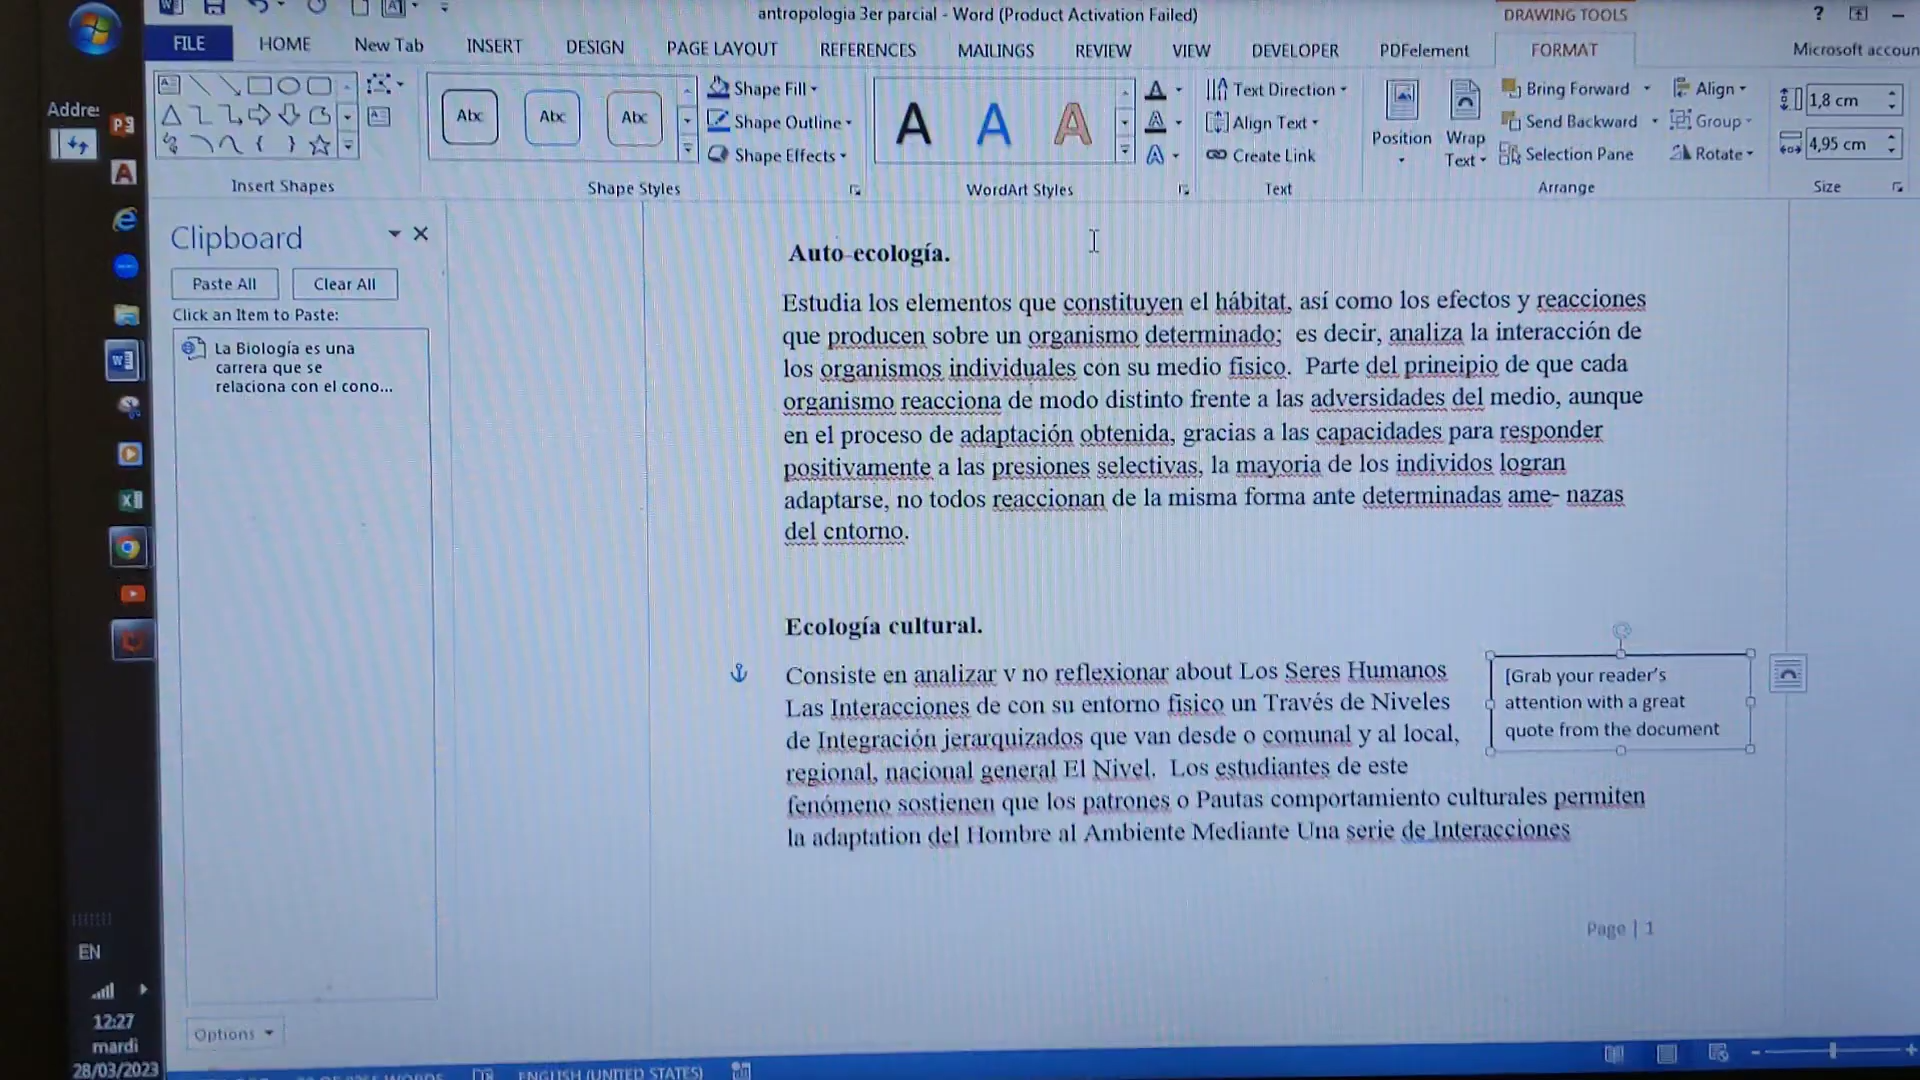 antropologia 3er parcial - Word (Product Activation Failed)
DRAWING TOOLS
?
FILE
HOME
New Tab
INSERT
DESIGN
PAGE LAYOUT
REFERENCES
MAILINGS
REVIEW
VIEW
DEVELOPER
PDFelement
FORMAT
Microsoft accoun
Addre:
Abc
Abc
Abc
Shape Fill
Shape Outline
Shape Effects
A A A
Text Direction
Align Text
Create Link
Position
Wrap
Text
Bring Forward
Send Backward
Selection Pane
Align
Group
Rotate
1,8 cm
4,95 cm
Insert Shapes
Shape Styles
WordArt Styles
Text
Arrange
Size
Clipboard
Paste All
Clear All
Click an Item to Paste:
La Biología es una
carrera que se
relaciona con el cono...
Auto-ecología.
Estudia los elementos que constituyen el hábitat, así como los efectos y reacciones
que producen sobre un organismo determinado;  es decir, analiza la interacción de
los organismos individuales con su medio fisico.  Parte del prineipio de que cada
organismo reacciona de modo distinto frente a las adversidades del medio, aunque
en el proceso de adaptación obtenida, gracias a las capacidades para responder
positivamente a las presiones selectivas, la mayoria de los individos logran
adaptarse, no todos reaccionan de la misma forma ante determinadas ame- nazas
del cntorno.
Ecología cultural.
Consiste en analizar v no reflexionar about Los Seres Humanos
Las Interacciones de con su entorno fisico un Través de Niveles
de Integración jerarquizados que van desde o comunal y al local,
regional, nacional general El Nivel.  Los estudiantes de este
fenómeno sostienen que los patrones o Pautas comportamiento culturales permiten
la adaptation del Hombre al Ambiente Mediante Una serie de Interacciones
[Grab your reader's
attention with a great
quote from the document
Page | 1
EN
12:27
mardi
28/03/2023
Options
WORDS
ENGLISH (UNITED STATES)